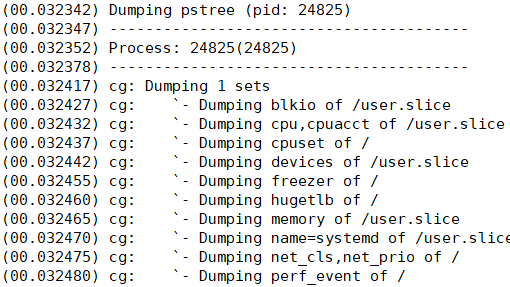 (00.032342) Dumping pstree (pid: 24825)
(00.032347) ----------------------------------------
(00.032352) Process: 24825(24825)
(00.032378) ----------------------------------------
(00.032417) cg: Dumping 1 sets
(00.032427) cg:    `- Dumping blkio of /user.slice
(00.032432) cg:    `- Dumping cpu,cpuacct of /user.slice
(00.032437) cg:    `- Dumping cpuset of /
(00.032442) cg:    `- Dumping devices of /user.slice
(00.032455) cg:    `- Dumping freezer of /
(00.032460) cg:    `- Dumping hugetlb of /
(00.032465) cg:    `- Dumping memory of /user.slice
(00.032470) cg:    `- Dumping name=systemd of /user.slice
(00.032475) cg:    `- Dumping net_cls,net_prio of /
(00.032480) cg:    `- Dumping perf_event of /